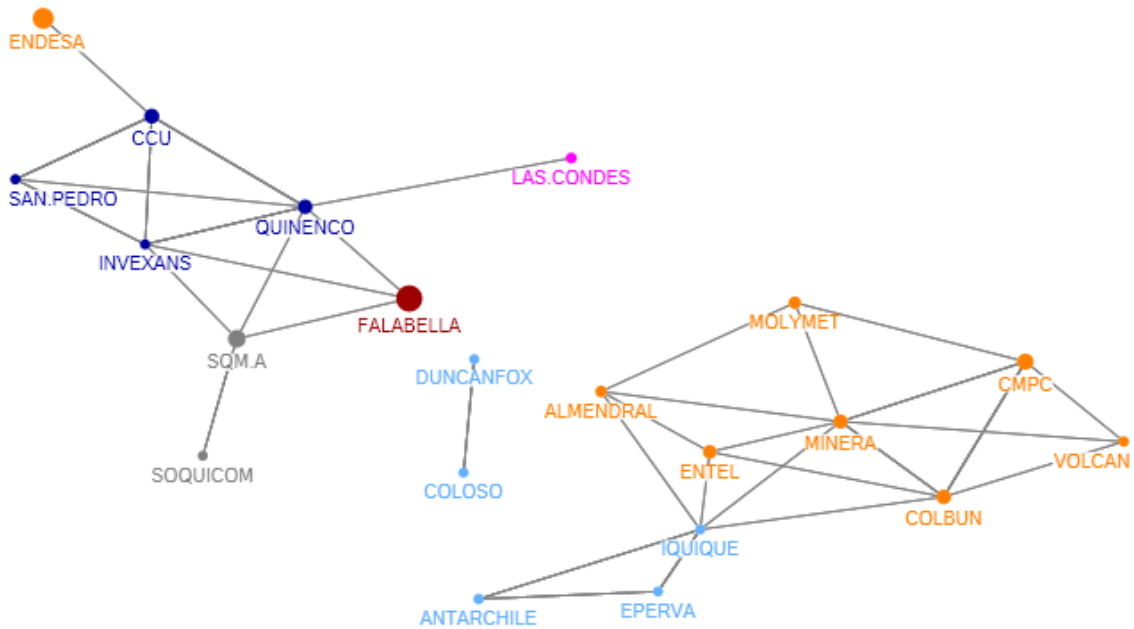 ENDESA
CCU
LAS.CONDES
SAN.PEDRO
QUINENCO
INVEXANS
FALABELLA
MOLYMET
SQM.A
DUNCANFOX
CMPC
ALMENDRAL
MINERA
VOLCAN
ENTEL
SOQUICOM
COLOSO
COLBUN
IQUIQUE
ANTARCHILE
EPERVA